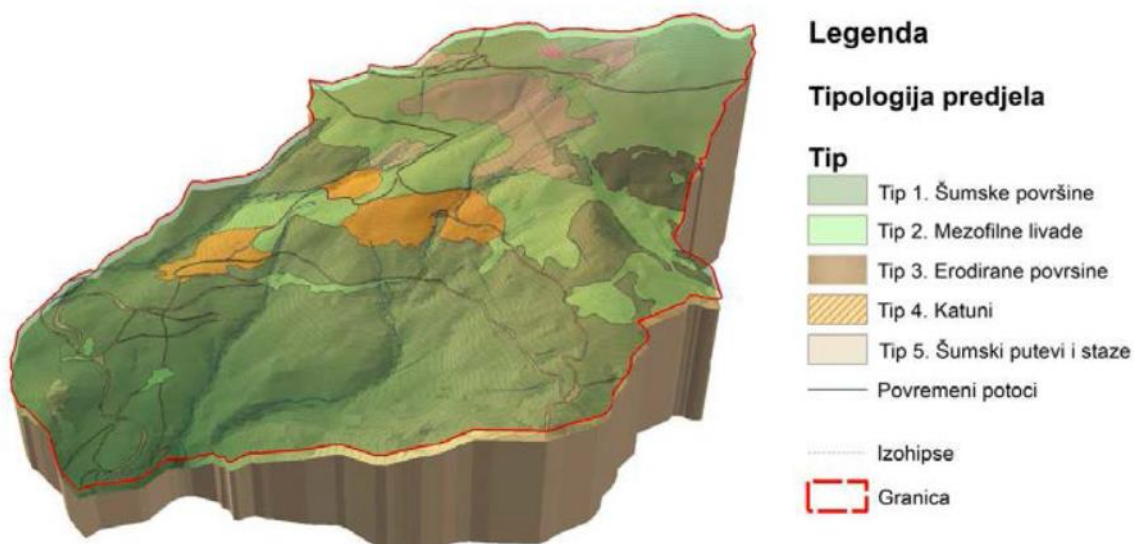 Legenda
Tipologija predjela
Tip
Tip 1. Šumske površine
Tip 2. Mezofilne livade
Tip 3. Erodirane povrsine
Tip 4. Katuni
Tip 5. Šumski putevi i staze
Povremeni potoci
Izohipse
Granica